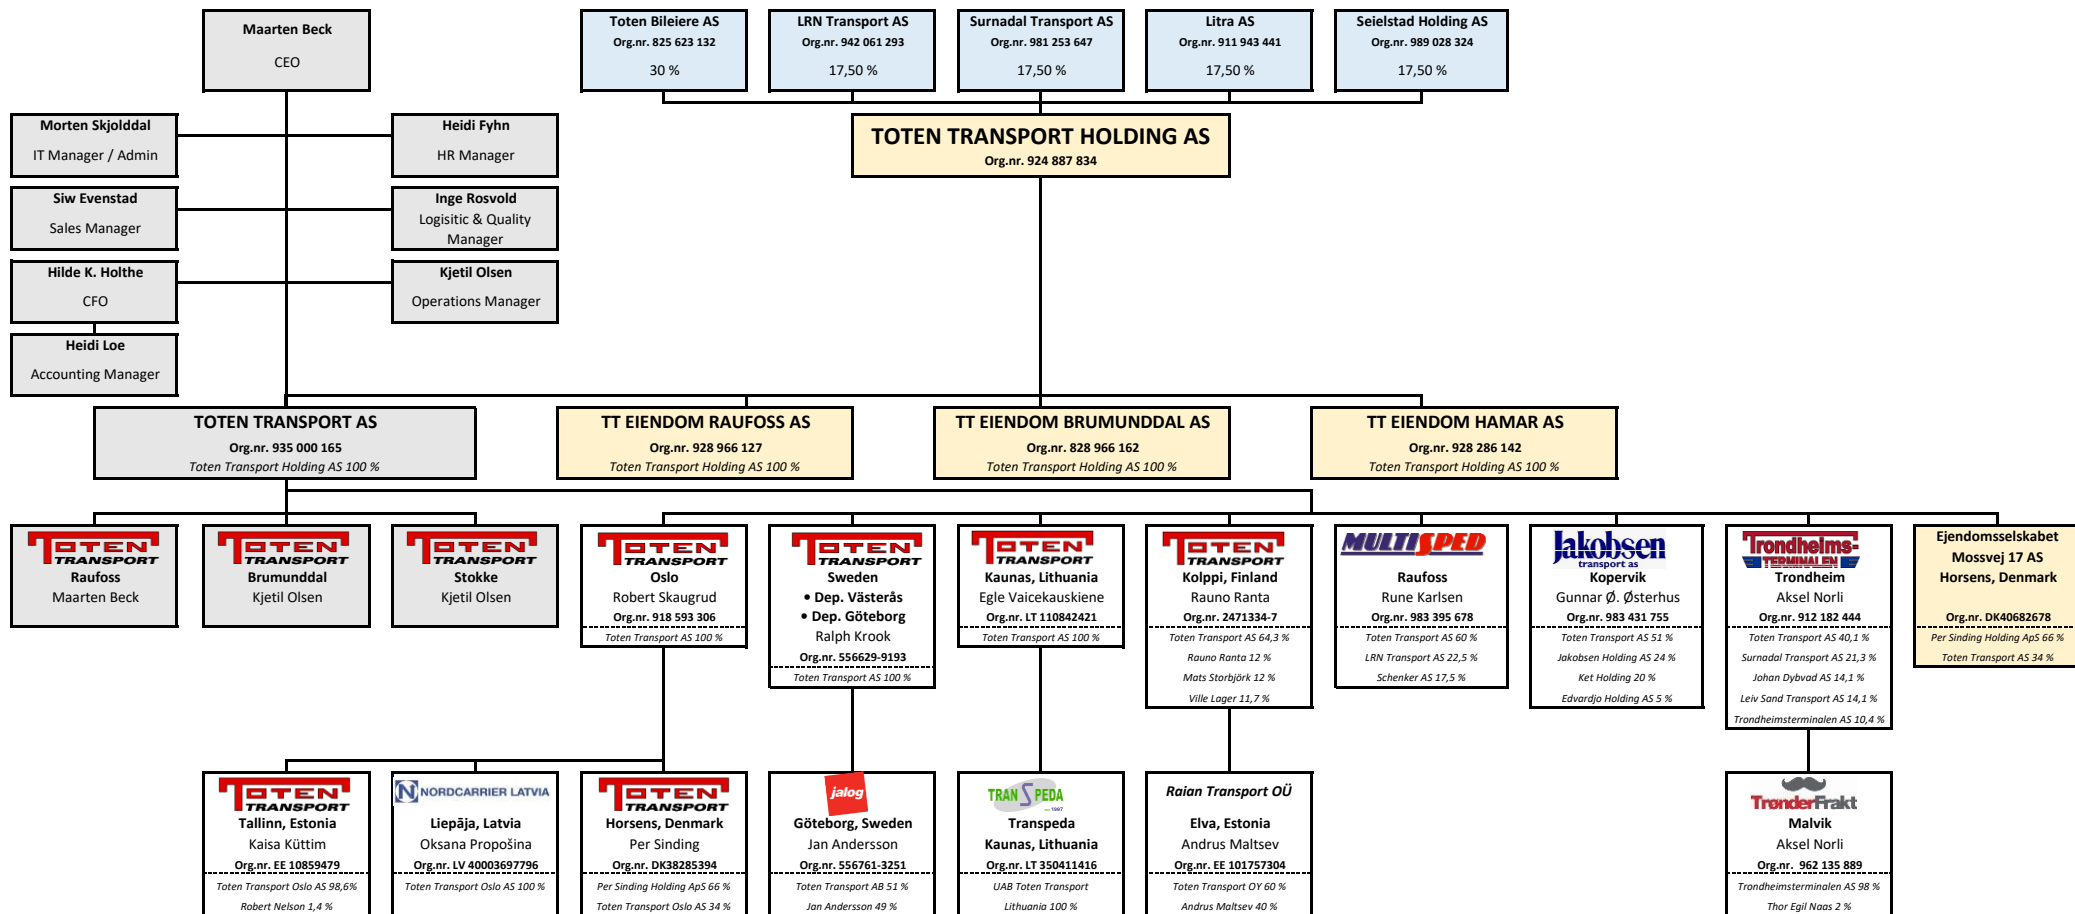 Maarten Beck
CEO
Toten Bileiere AS
Org.nr. 825 623 132
30 %
LRN Transport AS
Org.nr. 942 061 293
17,50 %
Surnadal Transport AS
Org.nr. 981 253 647
17,50 %
Litra AS
Org.nr. 911 943 441
17,50 %
Seielstad Holding AS
Org.nr. 989 028 324
17,50 %
Morten Skjolddal
IT Manager / Admin
Heidi Fyhn
HR Manager
TOTEN TRANSPORT HOLDING AS
Org.nr. 924 887 834
Siw Evenstad
Sales Manager
Inge Rosvold
Logisitic & Quality
Manager
Hilde K. Holthe
CFO
Kjetil Olsen
Operations Manager
Heidi Loe
Accounting Manager
TOTEN TRANSPORT AS
Org.nr. 935 000 165
Toten Transport Holding AS 100 %
TT EIENDOM RAUFOSS AS
Org.nr. 928 966 127
Toten Transport Holding AS 100 %
TT EIENDOM BRUMUNDDAL AS
Org.nr. 828 966 162
Toten Transport Holding AS 100 %
TT EIENDOM HAMAR AS
Org.nr. 928 286 142
Toten Transport Holding AS 100 %
TOTEN
TRANSPORT
Raufoss
Maarten Beck
TOTEN
TRANSPORT
Brumunddal
Kjetil Olsen
TOTEN
TRANSPORT
Stokke
Kjetil Olsen
TOTEN
TRANSPORT
Oslo
Robert Skaugrud
Org.nr. 918 593 306
Toten Transport AS 100 %
TOTEN
TRANSPORT
Sweden
• Dep. Västerås
• Dep. Göteborg
Ralph Krook
Org.nr. 556629-9193
Toten Transport AS 100 %
TOTEN
TRANSPORT
Kaunas, Lithuania
Egle Vaicekauskiene
Org.nr. LT 110842421
Toten Transport AS 100 %
TOTEN
TRANSPORT
Kolppi, Finland
Rauno Ranta
Org.nr. 2471334-7
Toten Transport AS 64,3 %
Rauno Ranta 12 %
Mats Storbjörk 12 %
Ville Lager 11,7 %
MULTISPED
Raufoss
Rune Karlsen
Org.nr. 983 395 678
Toten Transport AS 60 %
LRN Transport AS 22,5 %
Schenker AS 17,5 %
Jakobsen
transport as
Kopervik
Gunnar Ø. Østerhus
Org.nr. 983 431 755
Toten Transport AS 51 %
Jakobsen Holding AS 24 %
Ket Holding 20 %
Edvardjo Holding AS 5 %
Trondheims-
TERMINALEN
Trondheim
Aksel Norli
Org.nr. 912 182 444
Toten Transport AS 40,1 %
Surnadal Transport AS 21,3 %
Johan Dybvad AS 14,1 %
Leiv Sand Transport AS 14,1 %
Trondheimsterminalen AS 10,4 %
Ejendomsselskabet
Mossvej 17 AS
Horsens, Denmark
Org.nr. DK40682678
Per Sinding Holding ApS 66 %
Toten Transport AS 34 %
TOTEN
TRANSPORT
Tallinn, Estonia
Kaisa Küttim
Org.nr. EE 10859479
Toten Transport Oslo AS 98,6%
Robert Nelson 1,4 %
N NORDCARRIER LATVIA
Liepāja, Latvia
Oksana Propošina
Org.nr. LV 40003697796
Toten Transport Oslo AS 100 %
TOTEN
TRANSPORT
Horsens, Denmark
Per Sinding
Org.nr. DK38285394
Per Sinding Holding ApS 66 %
Toten Transport Oslo AS 34 %
jalog
Göteborg, Sweden
Jan Andersson
Org.nr. 556761-3251
Toten Transport AB 51 %
Jan Andersson 49 %
TRANSPEDA
1997
Transpeda
Kaunas, Lithuania
Org.nr. LT 350411416
UAB Toten Transport
Lithuania 100 %
Raian Transport OÜ
Elva, Estonia
Andrus Maltsev
Org.nr. EE 101757304
Toten Transport OY 60 %
Andrus Maltsev 40 %
TrønderFrakt
Malvik
Aksel Norli
Org.nr. 962 135 889
Trondheimsterminalen AS 98 %
Thor Egil Naas 2 %